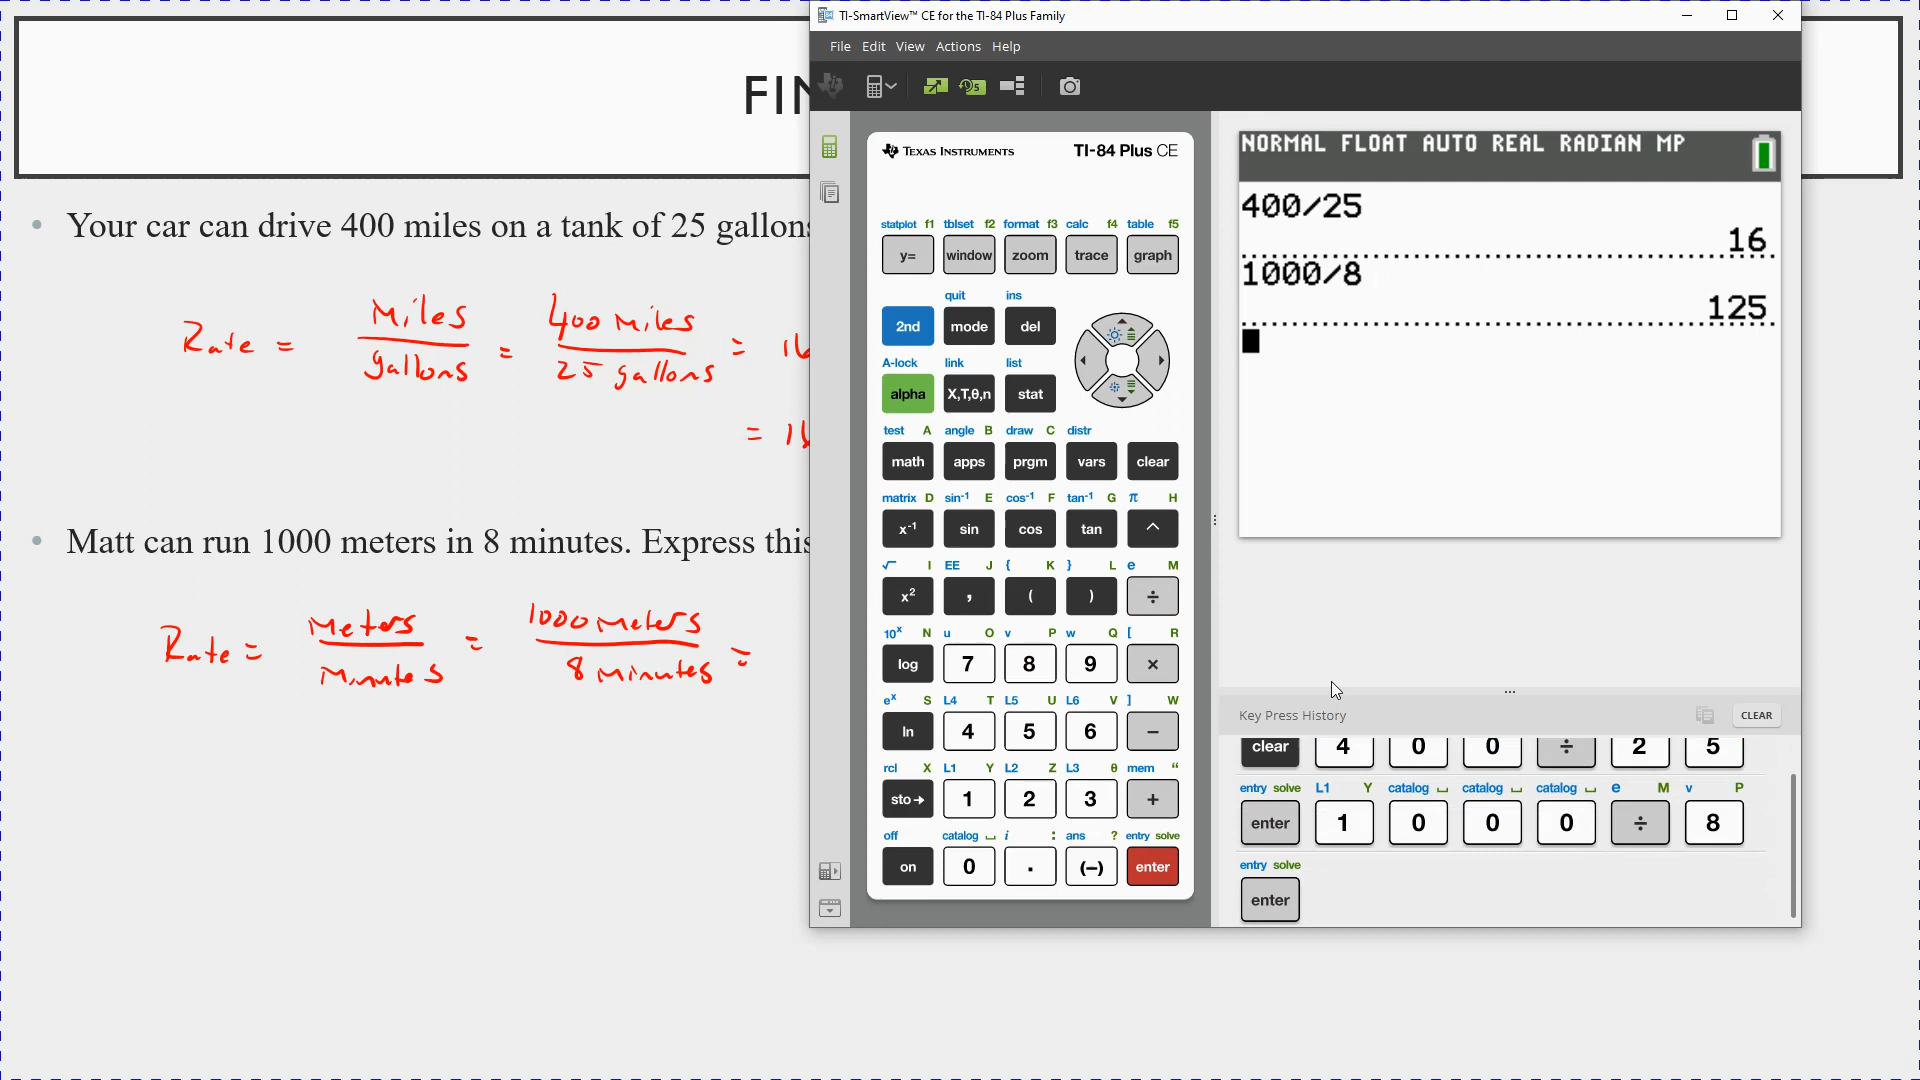 TI-SmartView™ CE for the TI-84 Plus Family
File Edit View Actions Help
FIN
Your car can drive 400 miles on a tank of 25 gallons
Rate = Miles / gallons = 400 Miles / 25 gallons = 16
= 16
Matt can run 1000 meters in 8 minutes. Express this
Rate = Meters / Minutes = 1000 Meters / 8 Minutes =
TEXAS INSTRUMENTS TI-84 Plus CE
statplot f1 tblset f2 format f3 calc f4 table f5
y= window zoom trace graph
quit ins
2nd mode del
A-lock link list
alpha X,T,θ,n stat
test A angle B draw C distr
math apps prgm vars clear
matrix D sin⁻¹ E cos⁻¹ F tan⁻¹ G π H
x⁻¹ sin cos tan ^
√ I EE J { K } L e M
x² , ( ) ÷
10ˣ N u O v P w Q [ R
log 7 8 9 ×
eˣ S L4 T L5 U L6 V ] W
ln 4 5 6 −
rcl X L1 Y L2 Z L3 θ mem “
sto→ 1 2 3 +
off catalog ⎵ i : ans ? entry solve
on 0 . (−) enter
NORMAL FLOAT AUTO REAL RADIAN MP
400/25
16
1000/8
125
Key Press History CLEAR
clear 4 0 0 ÷ 2 5
entry solve L1 Y catalog ⎵ catalog ⎵ catalog ⎵ e M v P
enter 1 0 0 0 ÷ 8
entry solve
enter